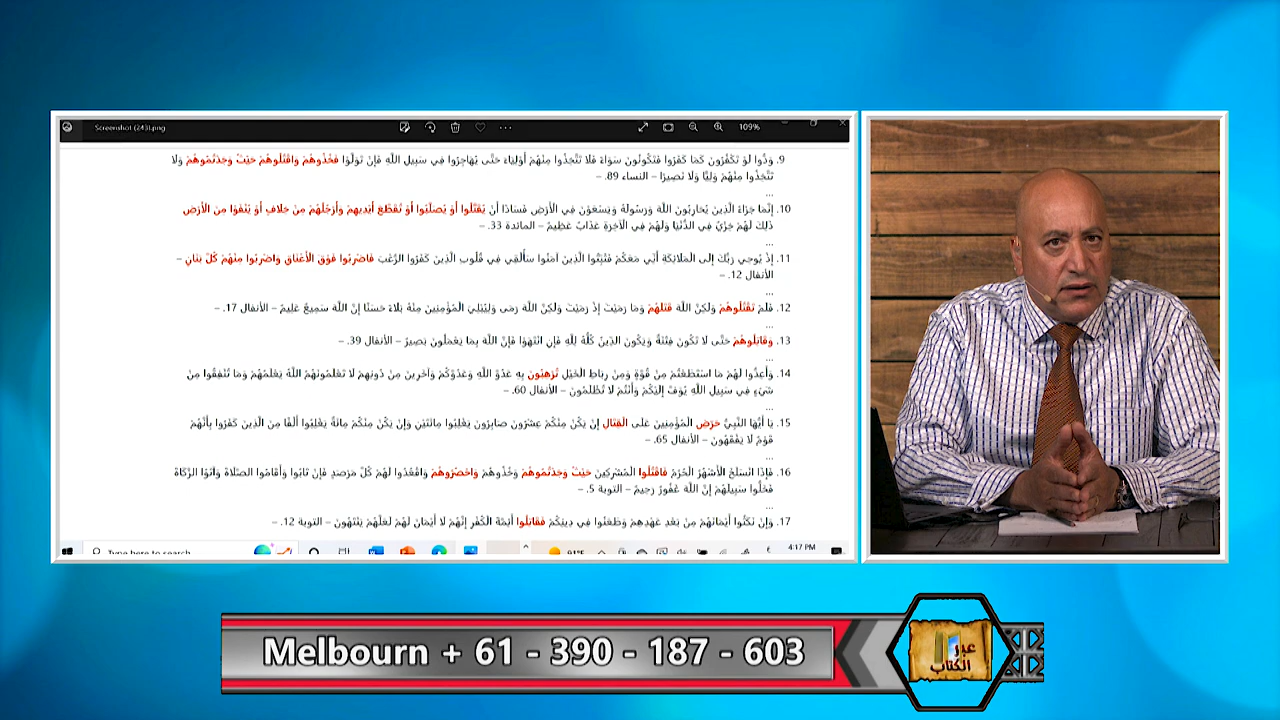 Screenshot (243).png
109%
9. وَدُّوا لَوْ تَكْفُرُونَ كَمَا كَفَرُوا فَتَكُونُونَ سَوَاءً فَلَا تَتَّخِذُوا مِنْهُمْ أَوْلِيَاءَ حَتَّى يُهَاجِرُوا فِي سَبِيلِ اللَّهِ فَإِنْ تَوَلَّوْا فَخُذُوهُمْ وَاقْتُلُوهُمْ حَيْثُ وَجَدْتُمُوهُمْ وَلَا
تَتَّخِذُوا مِنْهُمْ وَلِيًّا وَلَا نَصِيرًا – النساء 89. –
...
10. إِنَّمَا جَزَاءُ الَّذِينَ يُحَارِبُونَ اللَّهَ وَرَسُولَهُ وَيَسْعَوْنَ فِي الْأَرْضِ فَسَادًا أَنْ يُقَتَّلُوا أَوْ يُصَلَّبُوا أَوْ تُقَطَّعَ أَيْدِيهِمْ وَأَرْجُلُهُمْ مِنْ خِلَافٍ أَوْ يُنْفَوْا مِنَ الْأَرْضِ
ذَلِكَ لَهُمْ خِزْيٌ فِي الدُّنْيَا وَلَهُمْ فِي الْآخِرَةِ عَذَابٌ عَظِيمٌ – المائدة 33. –
...
11. إِذْ يُوحِي رَبُّكَ إِلَى الْمَلَائِكَةِ أَنِّي مَعَكُمْ فَثَبِّتُوا الَّذِينَ آمَنُوا سَأُلْقِي فِي قُلُوبِ الَّذِينَ كَفَرُوا الرُّعْبَ فَاضْرِبُوا فَوْقَ الْأَعْنَاقِ وَاضْرِبُوا مِنْهُمْ كُلَّ بَنَانٍ –
الأنفال 12. –
...
12. فَلَمْ تَقْتُلُوهُمْ وَلَكِنَّ اللَّهَ قَتَلَهُمْ وَمَا رَمَيْتَ إِذْ رَمَيْتَ وَلَكِنَّ اللَّهَ رَمَى وَلِيُبْلِيَ الْمُؤْمِنِينَ مِنْهُ بَلَاءً حَسَنًا إِنَّ اللَّهَ سَمِيعٌ عَلِيمٌ – الأنفال 17. –
...
13. وَقَاتِلُوهُمْ حَتَّى لَا تَكُونَ فِتْنَةٌ وَيَكُونَ الدِّينُ كُلُّهُ لِلَّهِ فَإِنِ انْتَهَوْا فَإِنَّ اللَّهَ بِمَا يَعْمَلُونَ بَصِيرٌ – الأنفال 39. –
...
14. وَأَعِدُّوا لَهُمْ مَا اسْتَطَعْتُمْ مِنْ قُوَّةٍ وَمِنْ رِبَاطِ الْخَيْلِ تُرْهِبُونَ بِهِ عَدُوَّ اللَّهِ وَعَدُوَّكُمْ وَآخَرِينَ مِنْ دُونِهِمْ لَا تَعْلَمُونَهُمُ اللَّهُ يَعْلَمُهُمْ وَمَا تُنْفِقُوا مِنْ
شَيْءٍ فِي سَبِيلِ اللَّهِ يُوَفَّ إِلَيْكُمْ وَأَنْتُمْ لَا تُظْلَمُونَ – الأنفال 60. –
...
15. يَا أَيُّهَا النَّبِيُّ حَرِّضِ الْمُؤْمِنِينَ عَلَى الْقِتَالِ إِنْ يَكُنْ مِنْكُمْ عِشْرُونَ صَابِرُونَ يَغْلِبُوا مِائَتَيْنِ وَإِنْ يَكُنْ مِنْكُمْ مِائَةٌ يَغْلِبُوا أَلْفًا مِنَ الَّذِينَ كَفَرُوا بِأَنَّهُمْ
قَوْمٌ لَا يَفْقَهُونَ – الأنفال 65. –
...
16. فَإِذَا انْسَلَخَ الْأَشْهُرُ الْحُرُمُ فَاقْتُلُوا الْمُشْرِكِينَ حَيْثُ وَجَدْتُمُوهُمْ وَخُذُوهُمْ وَاحْصُرُوهُمْ وَاقْعُدُوا لَهُمْ كُلَّ مَرْصَدٍ فَإِنْ تَابُوا وَأَقَامُوا الصَّلَاةَ وَآتَوُا الزَّكَاةَ
فَخَلُّوا سَبِيلَهُمْ إِنَّ اللَّهَ غَفُورٌ رَحِيمٌ – التوبة 5. –
...
17. وَإِنْ نَكَثُوا أَيْمَانَهُمْ مِنْ بَعْدِ عَهْدِهِمْ وَطَعَنُوا فِي دِينِكُمْ فَقَاتِلُوا أَئِمَّةَ الْكُفْرِ إِنَّهُمْ لَا أَيْمَانَ لَهُمْ لَعَلَّهُمْ يَنْتَهُونَ – التوبة 12. –
Type here to search
91°F
4:17 PM
Melbourn + 61 - 390 - 187 - 603
عبر
الكتاب